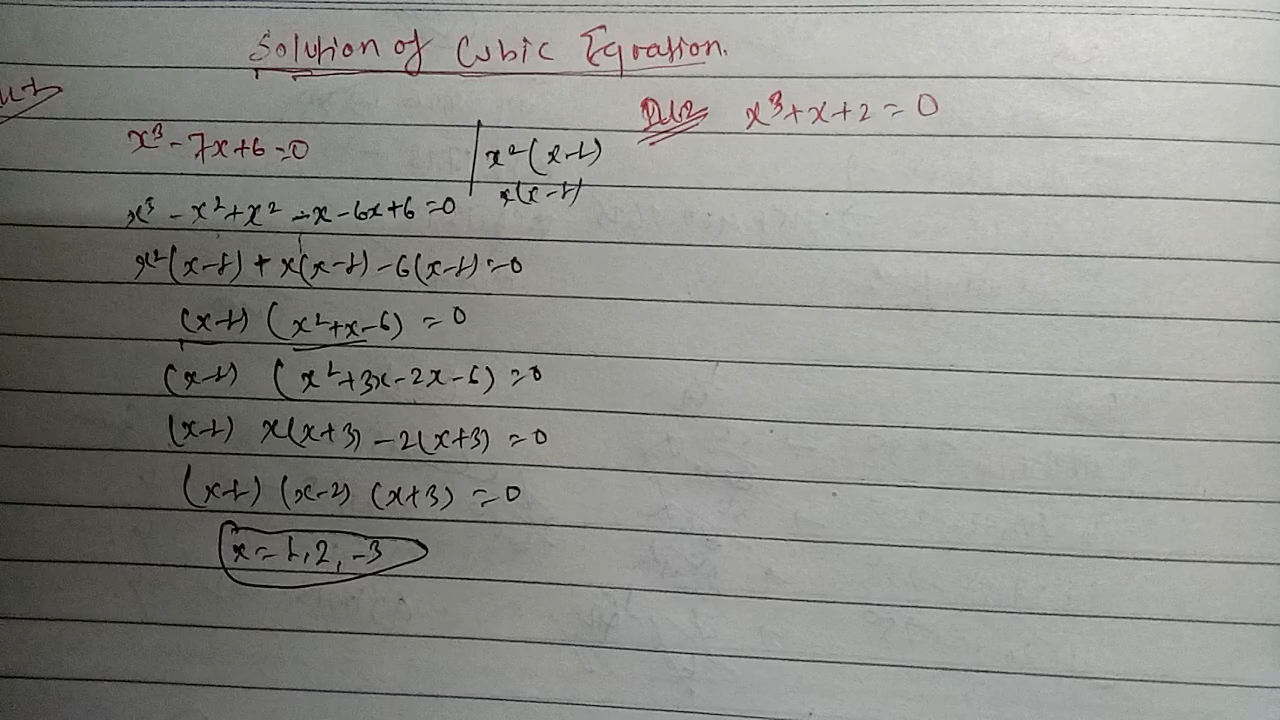 Solution of Cubic Equation.
x³ - 7x + 6 = 0
x³ - x² + x² - x - 6x + 6 = 0
x²(x-1) + x(x-1) - 6(x-1) = 0
(x-1) (x²+x-6) = 0
(x-1) (x²+3x-2x-6) = 0
(x-1) x(x+3) - 2(x+3) = 0
(x-1) (x-2) (x+3) = 0
x = 1, 2, -3
x²(x-1)
x(x-1)
x³+x+2 = 0